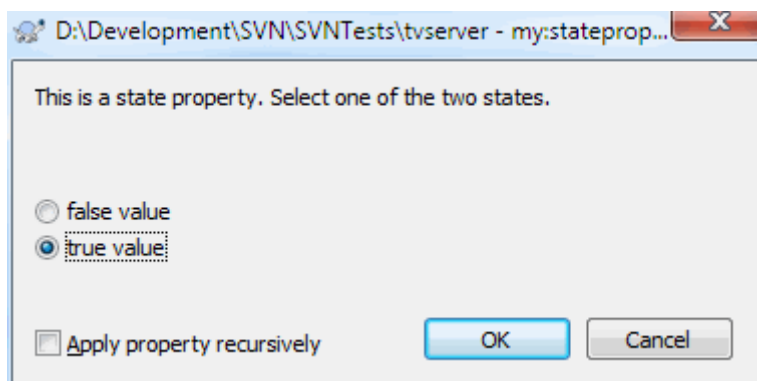 D:\Development\SVN\SVNTests\tvserver - my:stateprop...
This is a state property. Select one of the two states.
false value
true value
Apply property recursively
OK
Cancel